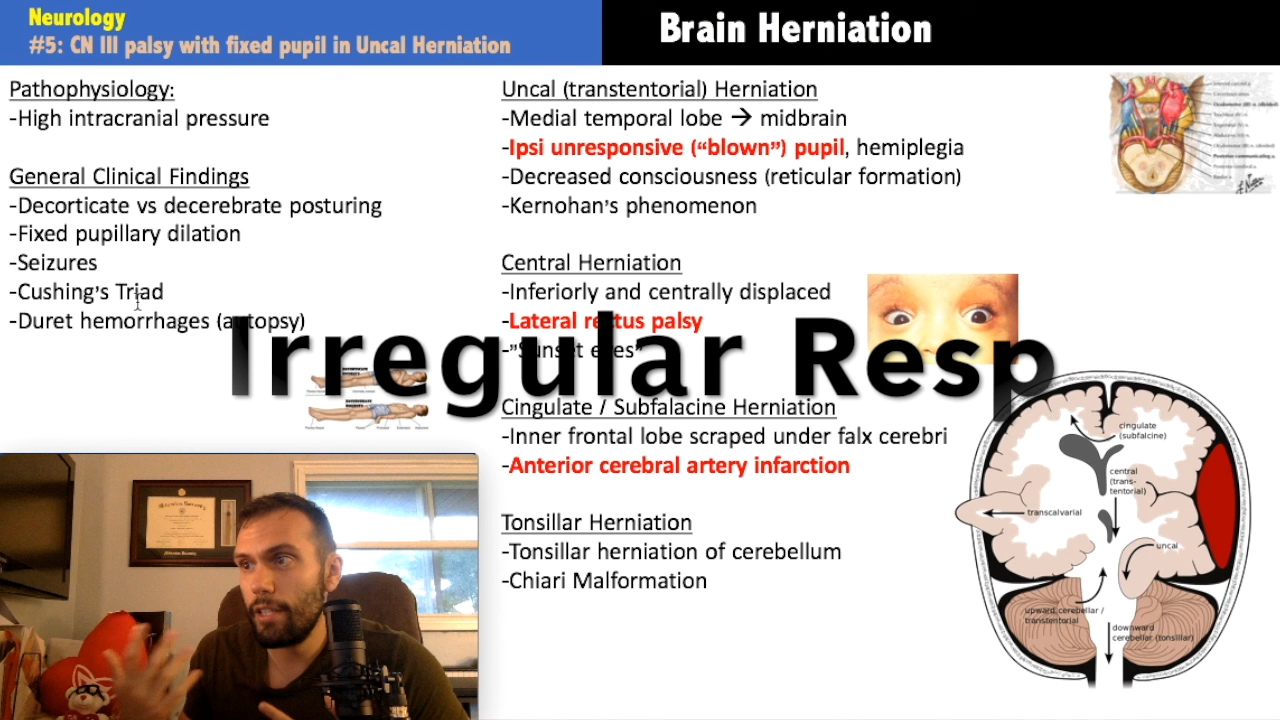 Neurology
#5: CN III palsy with fixed pupil in Uncal Herniation
Brain Herniation
Pathophysiology:
-High intracranial pressure
General Clinical Findings
-Decorticate vs decerebrate posturing
-Fixed pupillary dilation
-Seizures
-Cushing's Triad
-Duret hemorrhages (autopsy)
Uncal (transtentorial) Herniation
-Medial temporal lobe → midbrain
-Ipsi unresponsive (“blown”) pupil, hemiplegia
-Decreased consciousness (reticular formation)
-Kernohan's phenomenon
Central Herniation
-Inferiorly and centrally displaced
-Lateral rectus palsy
-”Sunset eyes”
Irregular Resp
Cingulate / Subfalacine Herniation
-Inner frontal lobe scraped under falx cerebri
-Anterior cerebral artery infarction
Tonsillar Herniation
-Tonsillar herniation of cerebellum
-Chiari Malformation
cingulate
(subfalcine)
central
(trans-
tentorial)
transcalvarial
uncal
upward cerebellar /
transtentorial
downward
cerebellar (tonsillar)